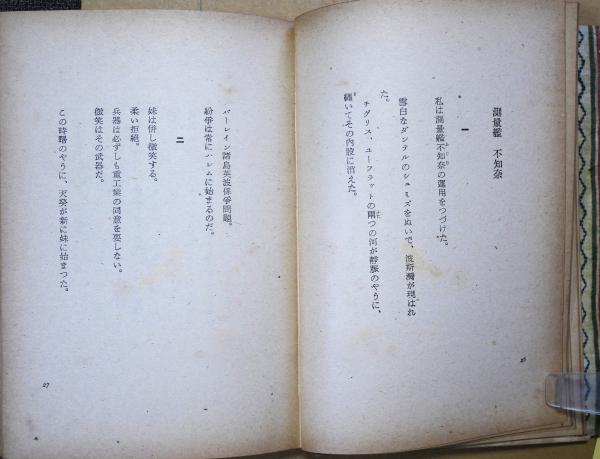 測量艦 不知奈
一
私は測量艦不知奈の運用をつづけた。
雪白なダンテルのシュミズをぬいで、波斯灣が現はれ
た。
チグリス・ユーフラットの兩つの河が靜脈のやうに、
縺いてその内股に消えた。
26
バーレイン諸島英波係爭問題。
紛爭は常にハレムに始まるのだ。
二
妹は併し微笑する。
柔い拒絕。
兵器は必ずしも重工業の同意を要しない。
微笑はその武器だ。
この時曙のやうに、天癸が新に妹に始まつた。
27